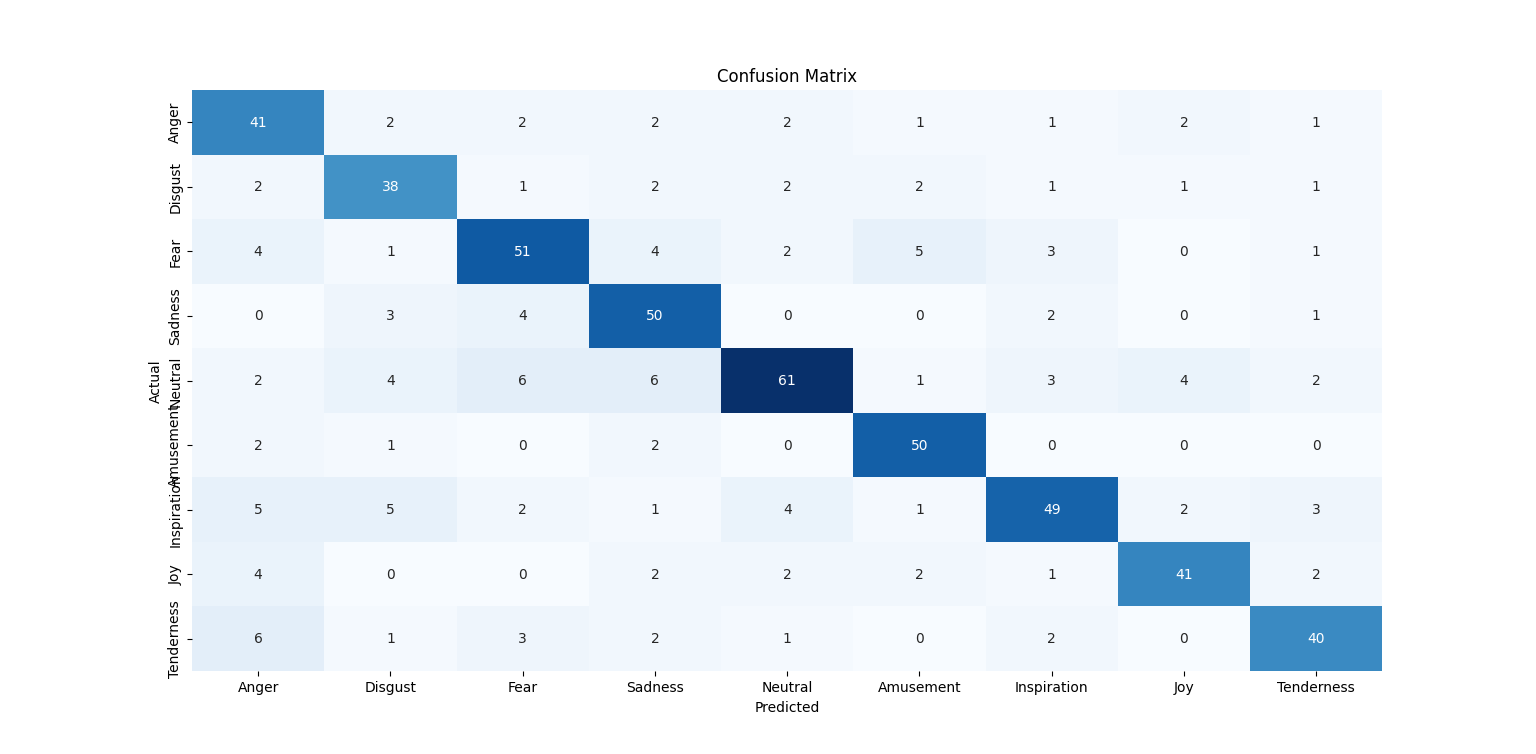 Confusion Matrix
Actual
Anger 41 2 2 2 2 1 1 2 1
Disgust 2 38 1 2 2 2 1 1 1
Fear 4 1 51 4 2 5 3 0 1
Sadness 0 3 4 50 0 0 2 0 1
Neutral 2 4 6 6 61 1 3 4 2
Amusement 2 1 0 2 0 50 0 0 0
Inspiration 5 5 2 1 4 1 49 2 3
Joy 4 0 0 2 2 2 1 41 2
Tenderness 6 1 3 2 1 0 2 0 40
Anger Disgust Fear Sadness Neutral Amusement Inspiration Joy Tenderness
Predicted